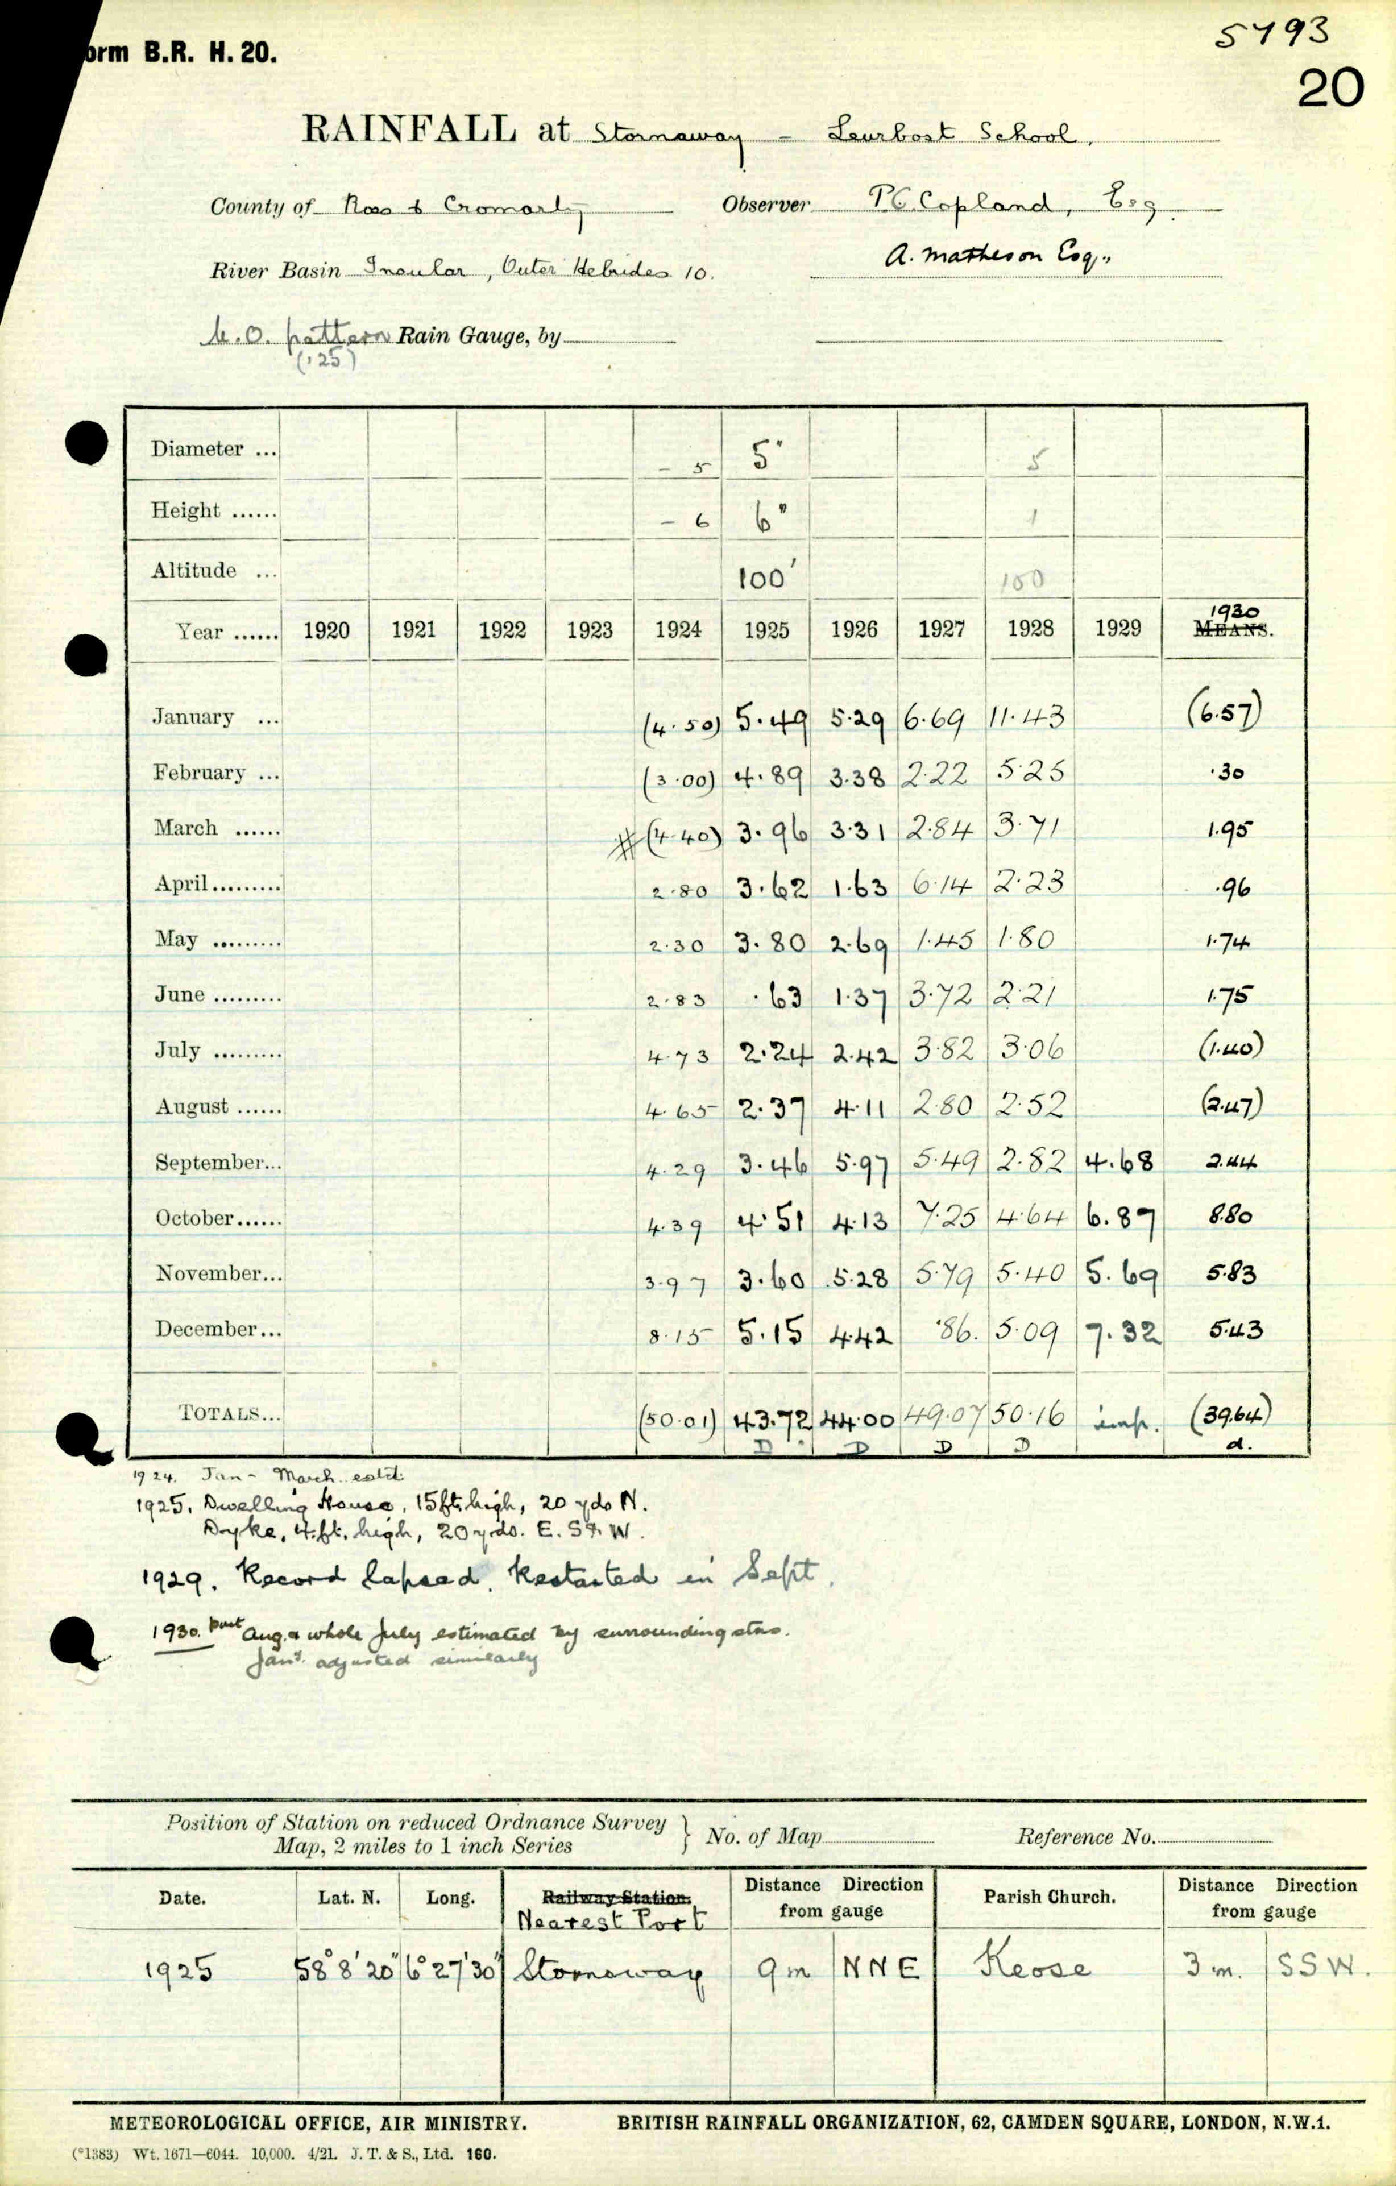 5793
20
orm B.R. H. 20.
RAINFALL at Stornaway - Leurbost School.
County of Ross & Cromarty Observer P.C. Copland, Esq.
River Basin Insular, Outer Hebrides 10. A. Matheson Esq.,
M.O. pattern Rain Gauge, by
(125)
Diameter ... - 5 5" 5
Height ...... - 6 6" 1
Altitude ... 100' 100
Year ...... 1920 1921 1922 1923 1924 1925 1926 1927 1928 1929 1930 MEANS.
January ... (4.50) 5.49 5.29 6.69 11.43 (6.57)
February ... (3.00) 4.89 3.38 2.22 5.25 .30
March ...... # (4.40) 3.96 3.31 2.84 3.71 1.95
April......... 2.80 3.62 1.63 6.14 2.23 .96
May ......... 2.30 3.80 2.69 1.45 1.80 1.74
June ......... 2.83 .63 1.37 3.72 2.21 1.75
July ......... 4.73 2.24 2.42 3.82 3.06 (1.40)
August ...... 4.65 2.37 4.11 2.80 2.52 (2.47)
September... 4.29 3.46 5.97 5.49 2.82 4.68 2.44
October...... 4.39 4.51 4.13 7.25 4.64 6.87 8.80
November... 3.97 3.60 5.28 5.79 5.40 5.69 5.83
December... 8.15 5.15 4.42 .86. 5.09 7.32 5.43
TOTALS... (50.01) 43.72 44.00 49.07 50.16 imp. (39.64)
D D D D d.
1924. Jan - March estd.
1925. Dwelling House, 15ft. high, 20 yds N.
Dyke, 4ft. high, 20 yds. E. S & W.
1929. Record lapsed. Restarted in Sept.
1930. part Aug. & whole July estimated by surrounding stns.
Jany. adjusted similarly
Position of Station on reduced Ordnance Survey
Map, 2 miles to 1 inch Series } No. of Map Reference No.
Date. Lat. N. Long. Railway Station. Distance Direction from gauge Parish Church. Distance Direction from gauge
Nearest Port
1925 58° 8' 20" 6° 27' 30" Stornoway 9 m NNE Keose 3 m. SSW.
METEOROLOGICAL OFFICE, AIR MINISTRY. BRITISH RAINFALL ORGANIZATION, 62, CAMDEN SQUARE, LONDON, N.W.1.
(*1383) Wt. 1671—6044. 10,000. 4/21. J. T. & S., Ltd. 160.